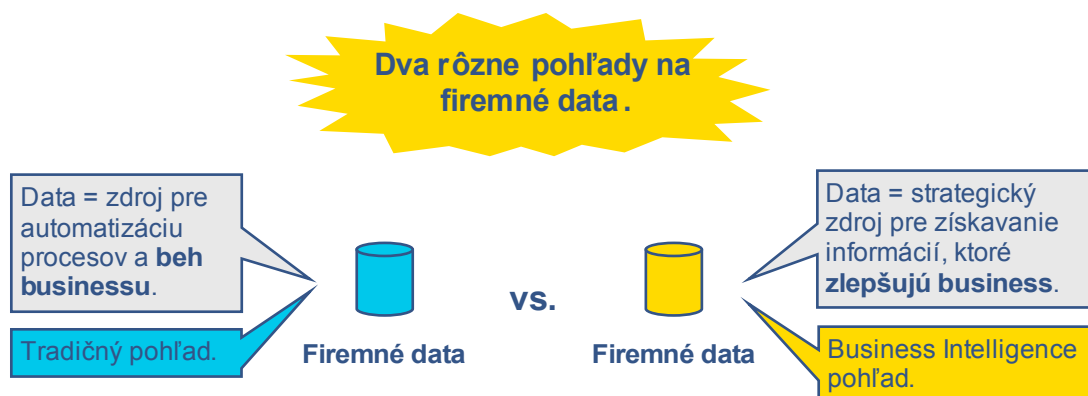 Dva rôzne pohľady na
firemné data.
Data = zdroj pre
automatizáciu
procesov a beh
businessu.
Tradičný pohľad.
Firemné data
vs.
Data = strategický
zdroj pre získavanie
informácií, ktoré
zlepšujú business.
Business Intelligence
pohľad.
Firemné data